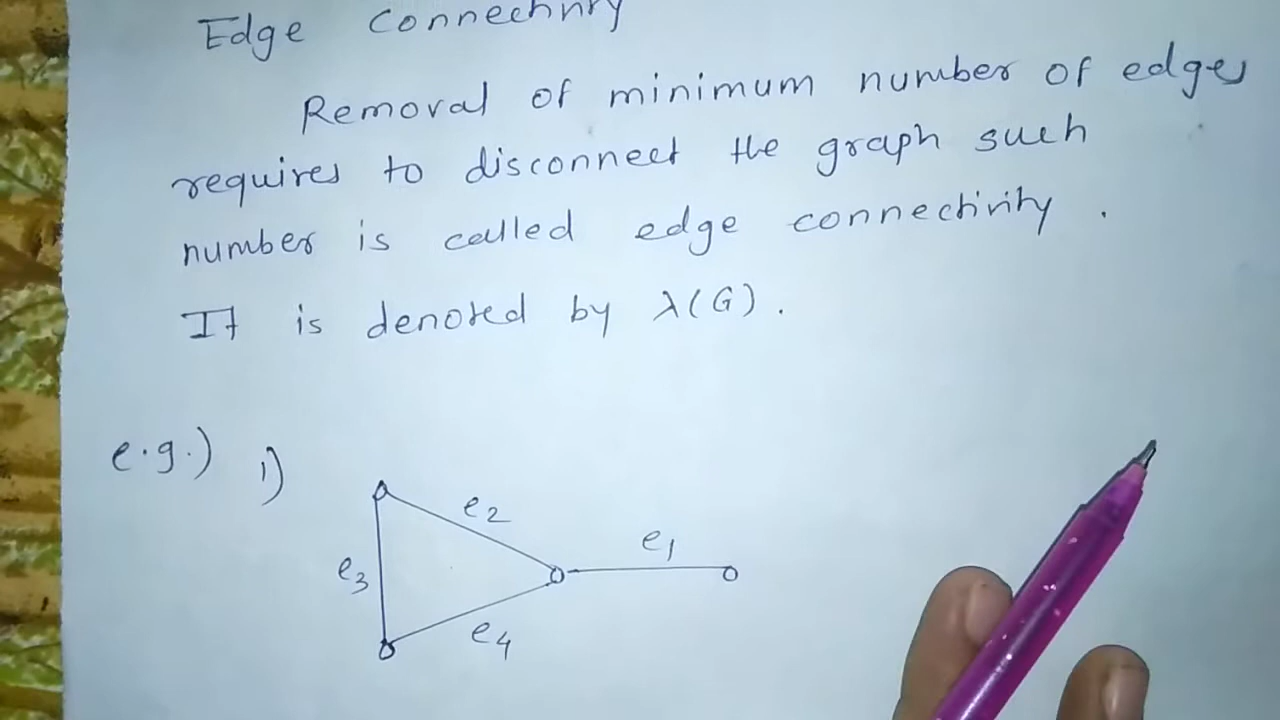 Edge Connectivity
Removal of minimum number of edges
requires to disconnect the graph such
number is called edge connectivity .
It is denoted by λ(G) .
e.g.) 1)
e2
e1
e3
e4